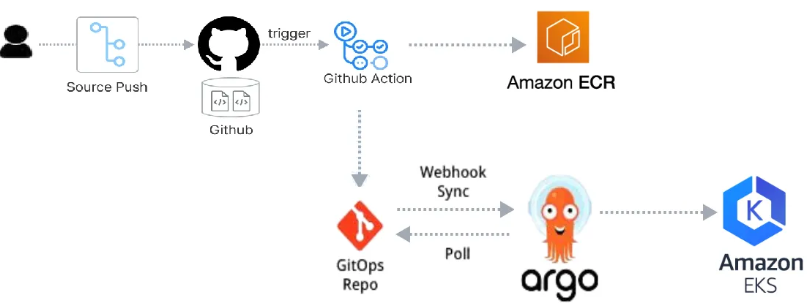 trigger
Source Push
Github
Github Action
Amazon ECR
Webhook
Sync
Poll
GitOps
Repo
argo
K
Amazon
EKS